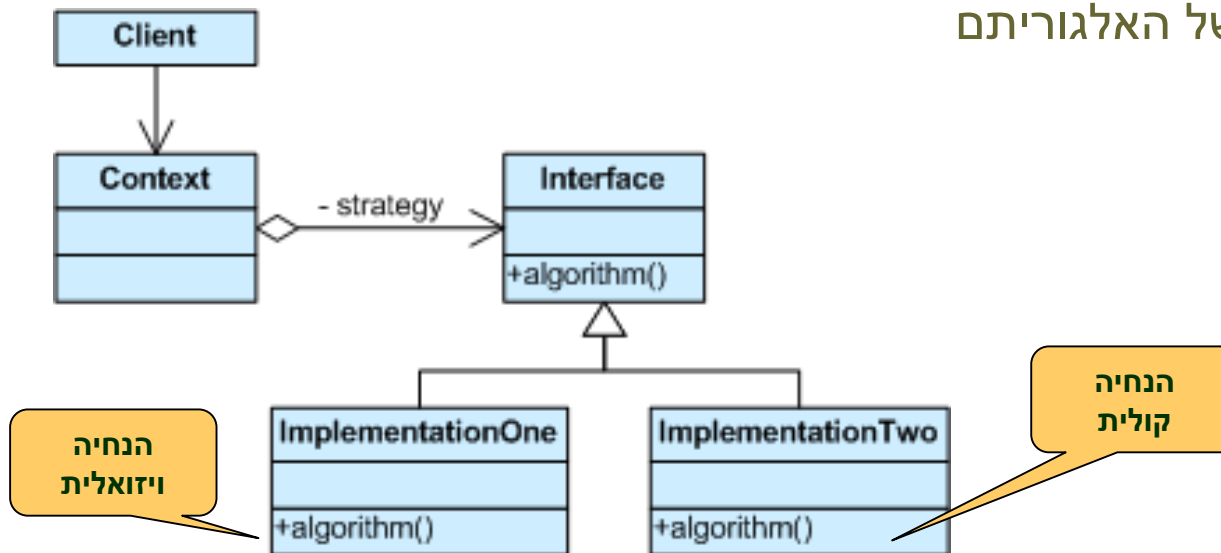 של האלגוריתם
Client
Context
- strategy
Interface
+algorithm()
ImplementationOne
+algorithm()
ImplementationTwo
+algorithm()
הנחיה
ויזואלית
הנחיה
קולית